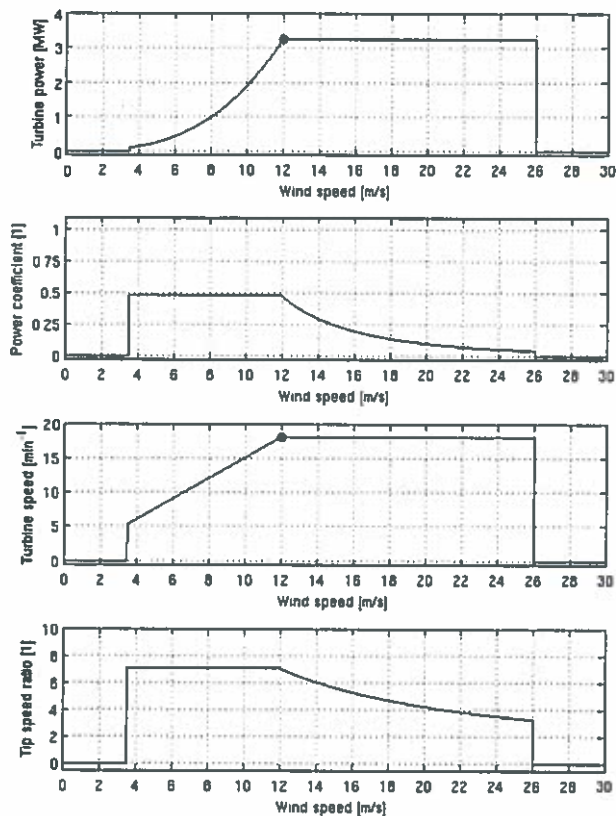 Turbine power [MW]
4
3
2
1
0
0 2 4 6 8 10 12 14 16 18 20 22 24 26 28 30
Wind speed [m/s]
Power coefficient [1]
1
0.75
0.5
0.25
0
0 2 4 6 8 10 12 14 16 18 20 22 24 26 28 30
Wind speed [m/s]
Turbine speed [min⁻¹]
20
15
10
5
0
0 2 4 6 8 10 12 14 16 18 20 22 24 26 28 30
Wind speed [m/s]
Tip speed ratio [1]
10
8
6
4
2
0
0 2 4 6 8 10 12 14 16 18 20 22 24 26 28 30
Wind speed [m/s]